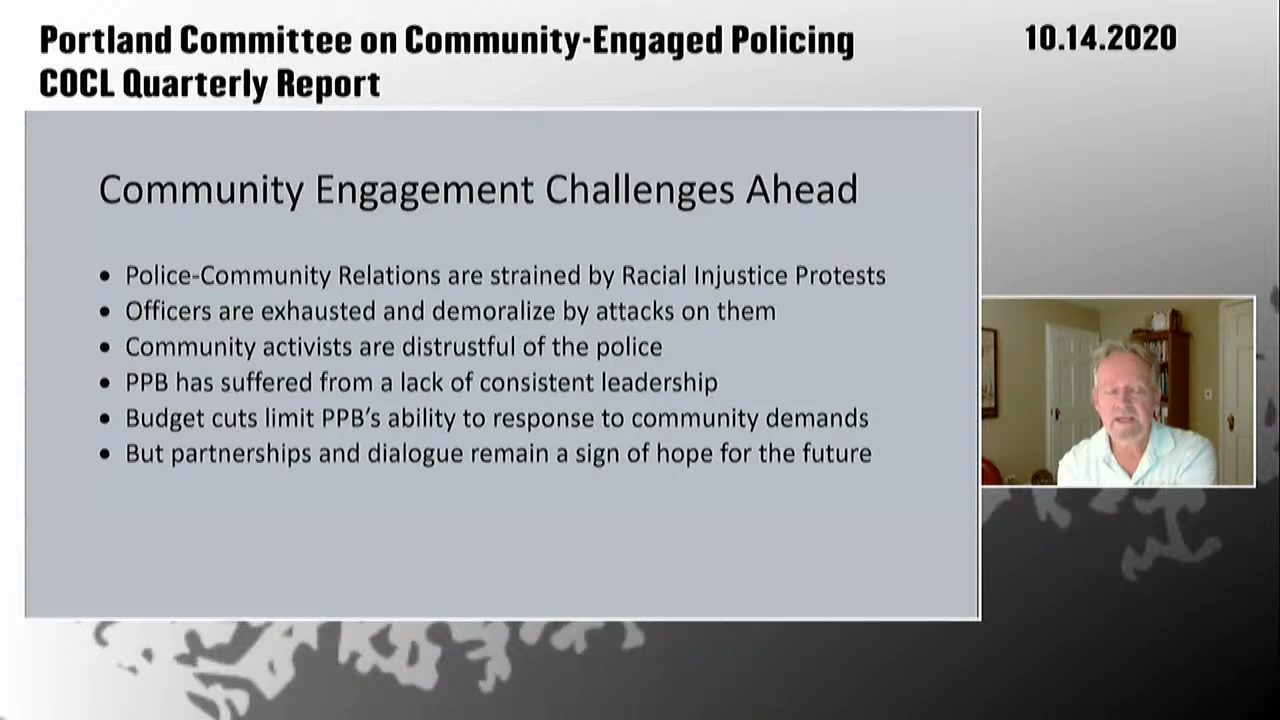 Portland Committee on Community-Engaged Policing
COCL Quarterly Report
10.14.2020
Community Engagement Challenges Ahead
• Police-Community Relations are strained by Racial Injustice Protests
• Officers are exhausted and demoralize by attacks on them
• Community activists are distrustful of the police
• PPB has suffered from a lack of consistent leadership
• Budget cuts limit PPB’s ability to response to community demands
• But partnerships and dialogue remain a sign of hope for the future